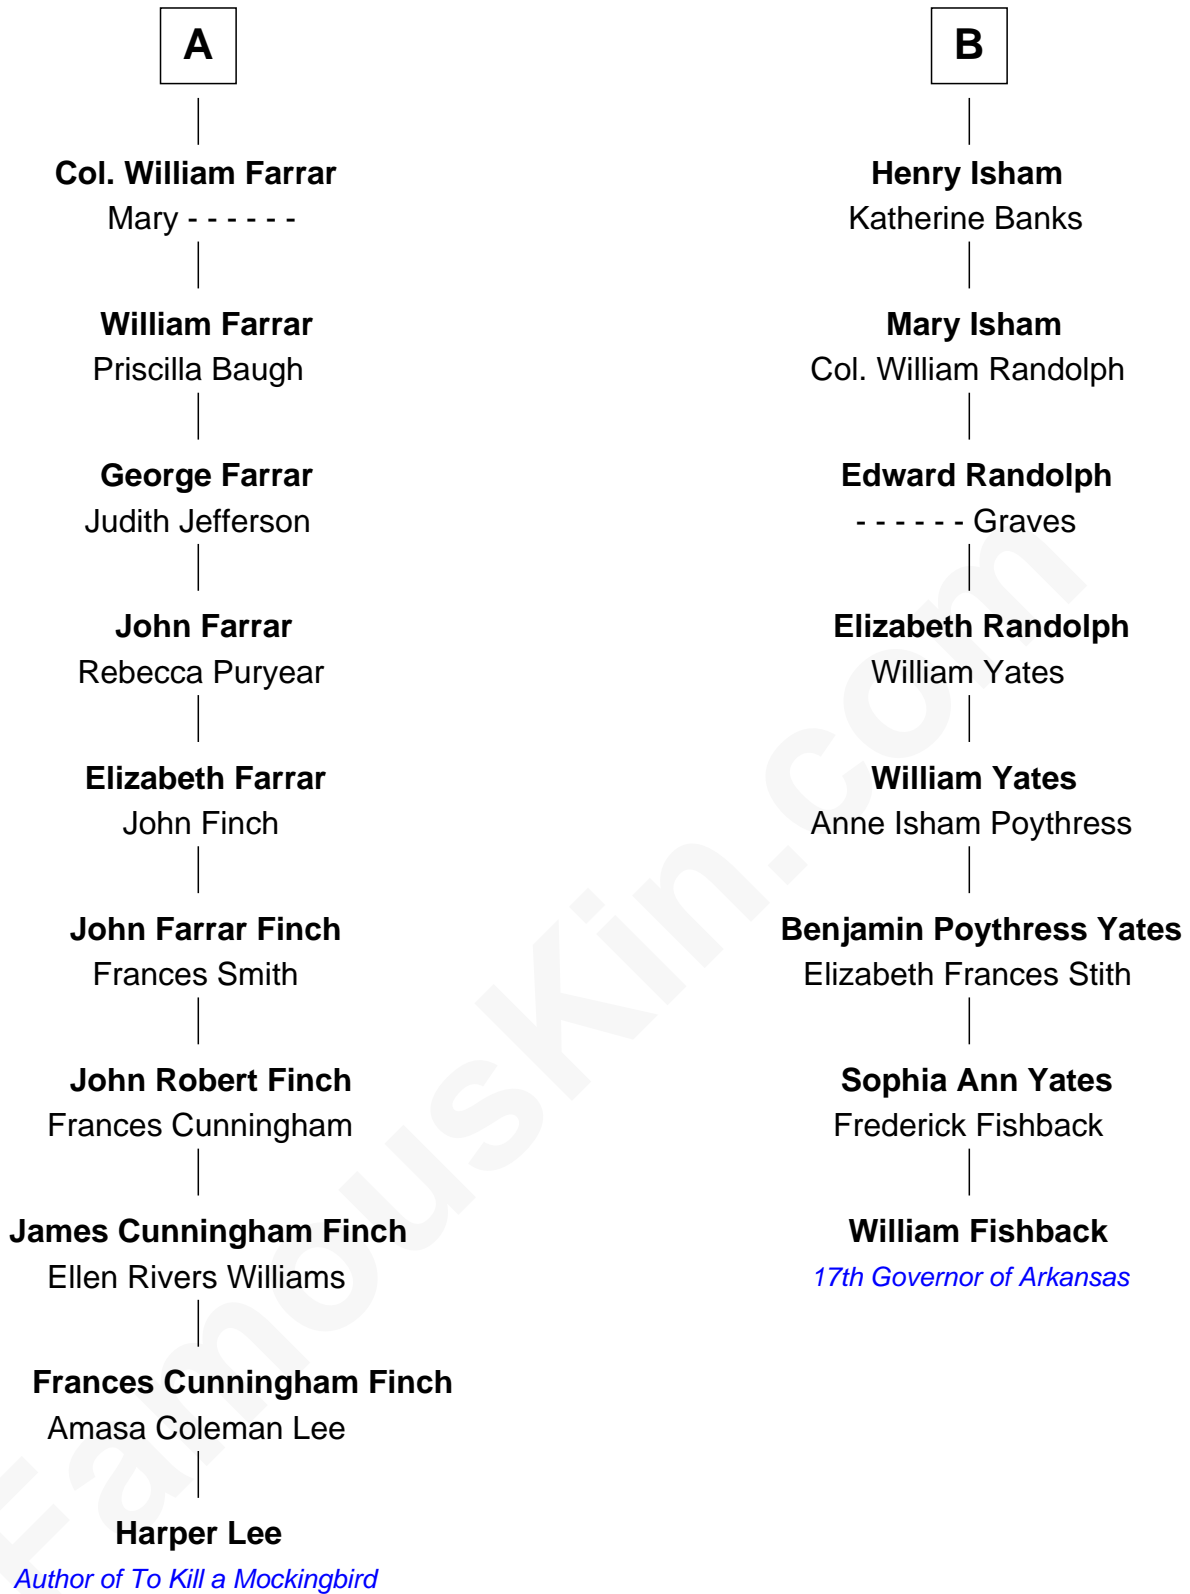 A
Col. William Farrar
Mary - - - - - -
William Farrar
Priscilla Baugh
George Farrar
Judith Jefferson
John Farrar
Rebecca Puryear
Elizabeth Farrar
John Finch
John Farrar Finch
Frances Smith
John Robert Finch
Frances Cunningham
James Cunningham Finch
Ellen Rivers Williams
Frances Cunningham Finch
Amasa Coleman Lee
Harper Lee
Author of To Kill a Mockingbird
B
Henry Isham
Katherine Banks
Mary Isham
Col. William Randolph
Edward Randolph
- - - - - - Graves
Elizabeth Randolph
William Yates
William Yates
Anne Isham Poythress
Benjamin Poythress Yates
Elizabeth Frances Stith
Sophia Ann Yates
Frederick Fishback
William Fishback
17th Governor of Arkansas
FamousKin.com